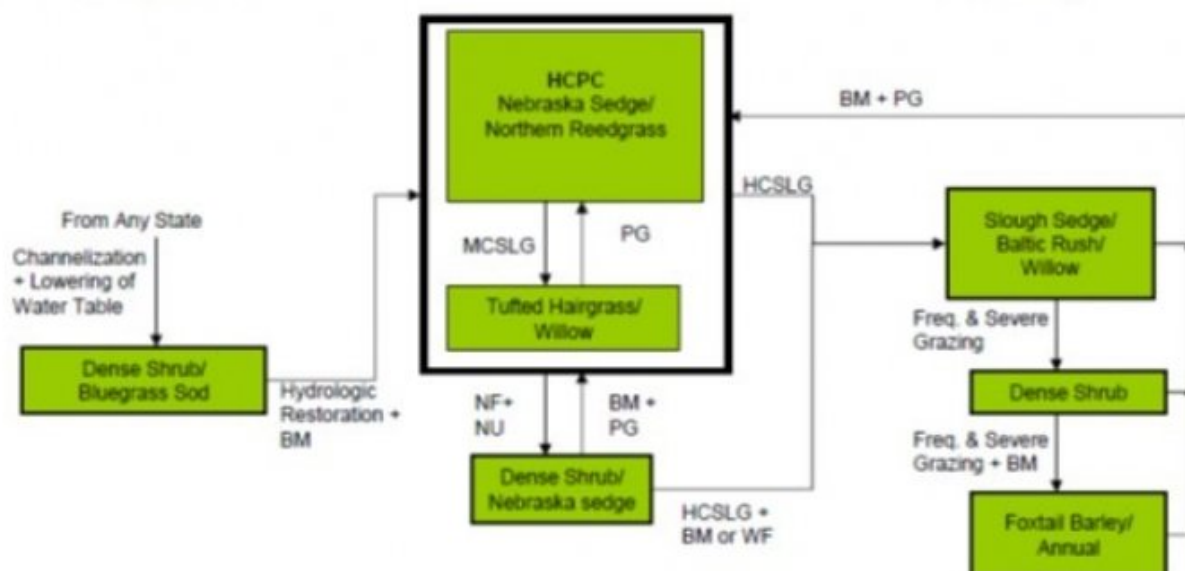 HCPC
Nebraska Sedge/
Northern Reedgrass
BM + PG
HCSLG
From Any State
Channelization
+ Lowering of
Water Table
MCSLG
PG
Slough Sedge/
Baltic Rush/
Willow
Tufted Hairgrass/
Willow
Freq. & Severe
Grazing
Dense Shrub/
Bluegrass Sod
Hydrologic
Restoration +
BM
NF+
NU
BM +
PG
Dense Shrub
Freq. & Severe
Grazing + BM
Dense Shrub/
Nebraska sedge
HCSLG +
BM or WF
Foxtail Barley/
Annual